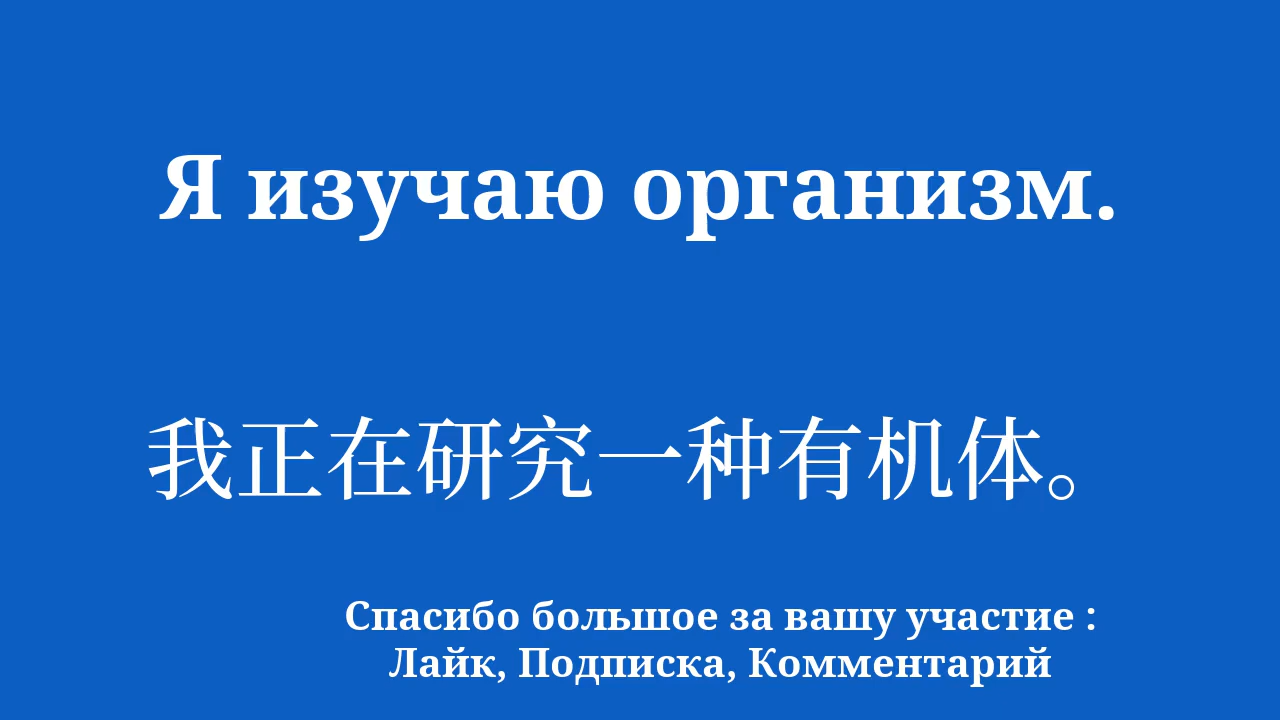 Я изучаю организм.
我正在研究一种有机体。
Спасибо большое за вашу участие :
Лайк, Подписка, Комментарий